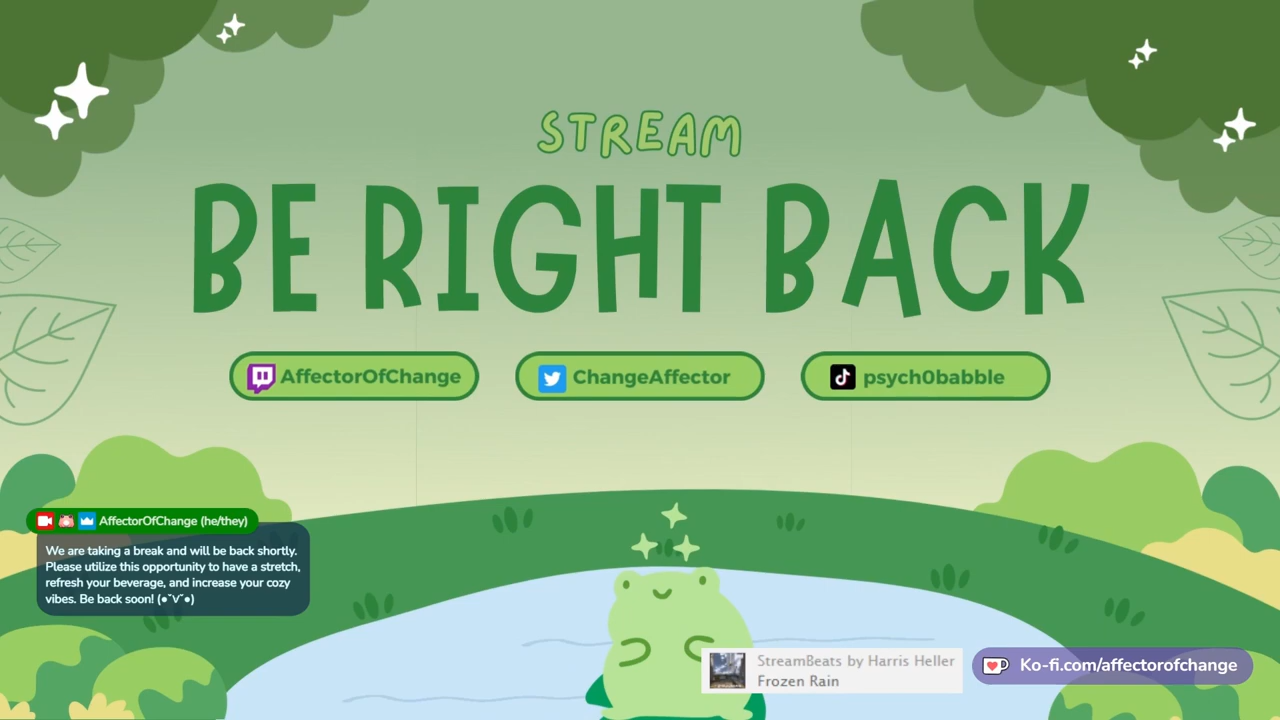 STREAM
BE RIGHT BACK
AffectorOfChange
ChangeAffector
psych0babble
AffectorOfChange (he/they)
We are taking a break and will be back shortly.
Please utilize this opportunity to have a stretch,
refresh your beverage, and increase your cozy
vibes. Be back soon! (●ˇ∀ˇ●)
StreamBeats by Harris Heller
Frozen Rain
Ko-fi.com/affectorofchange